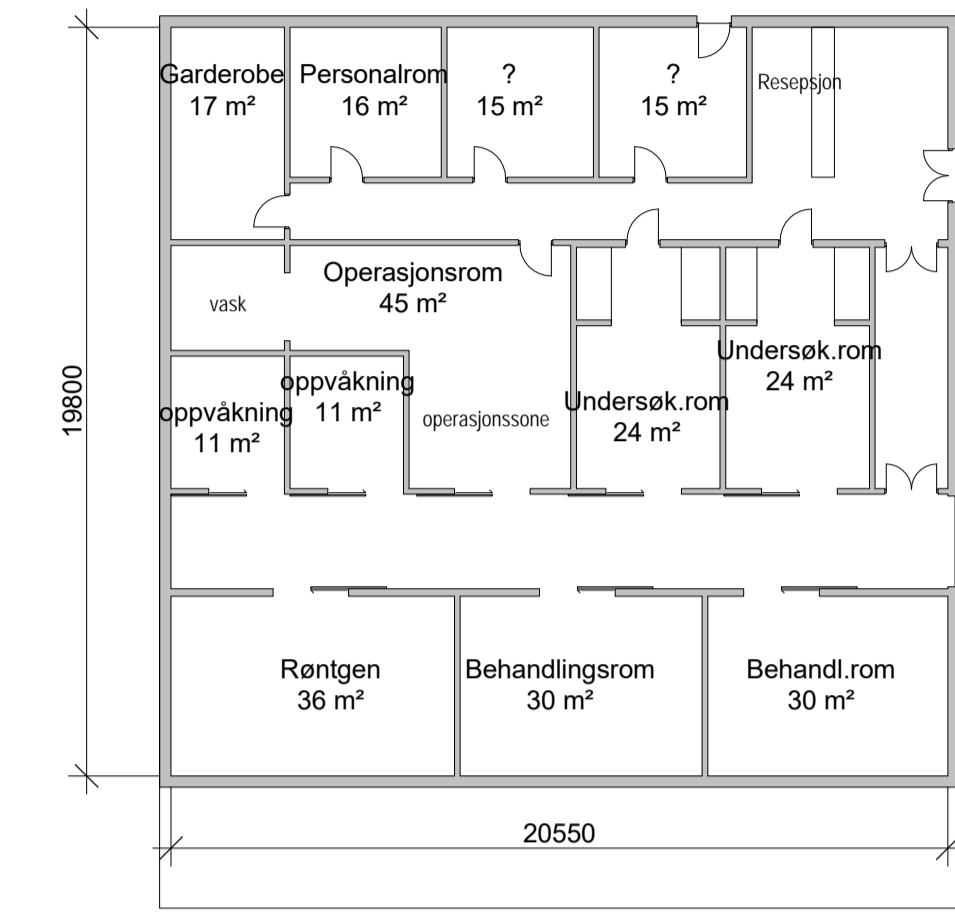 Garderobe
17 m²
Personalrom
16 m²
?
15 m²
?
15 m²
Resepsjon
Operasjonsrom
45 m²
vask
oppvåkning
11 m²
oppvåkning
11 m²
operasjonssone
Undersøk.rom
24 m²
Undersøk.rom
24 m²
19800
Røntgen
36 m²
Behandlingsrom
30 m²
Behandl.rom
30 m²
20550